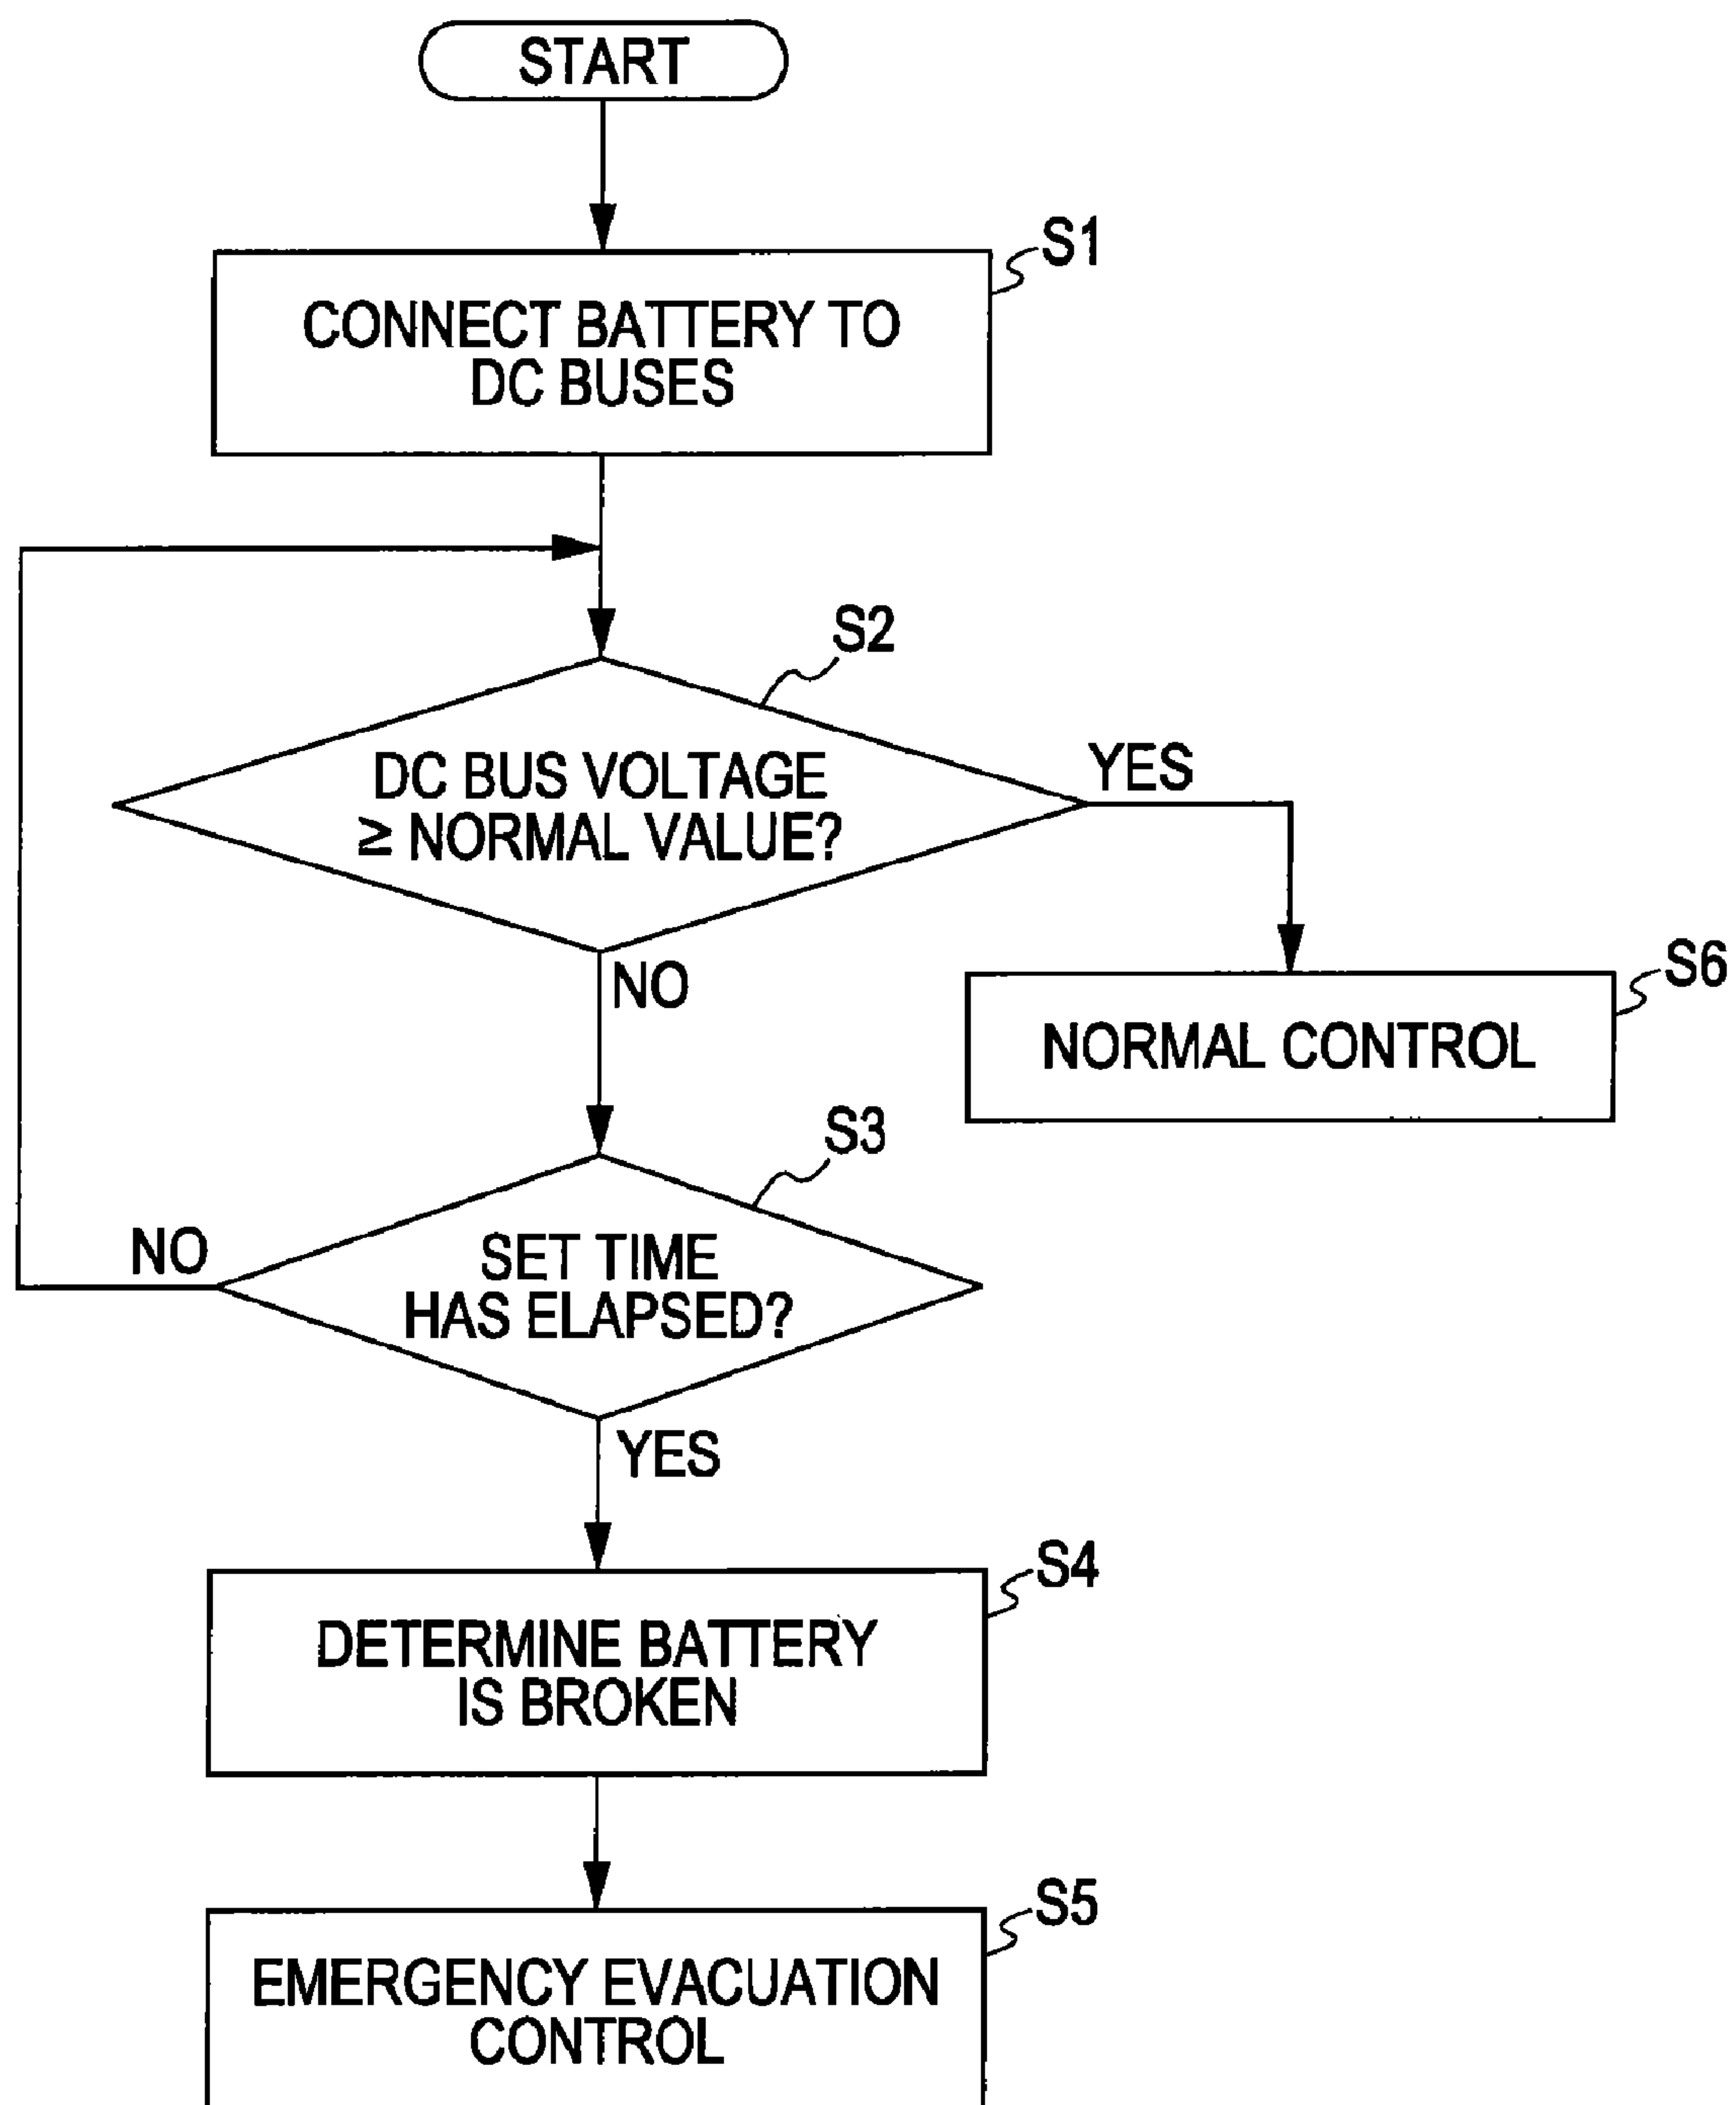 START
S1
CONNECT BATTERY TO
DC BUSES
S2
DC BUS VOLTAGE
≥ NORMAL VALUE?
YES
NO
S6
NORMAL CONTROL
S3
SET TIME
HAS ELAPSED?
NO
YES
S4
DETERMINE BATTERY
IS BROKEN
S5
EMERGENCY EVACUATION
CONTROL